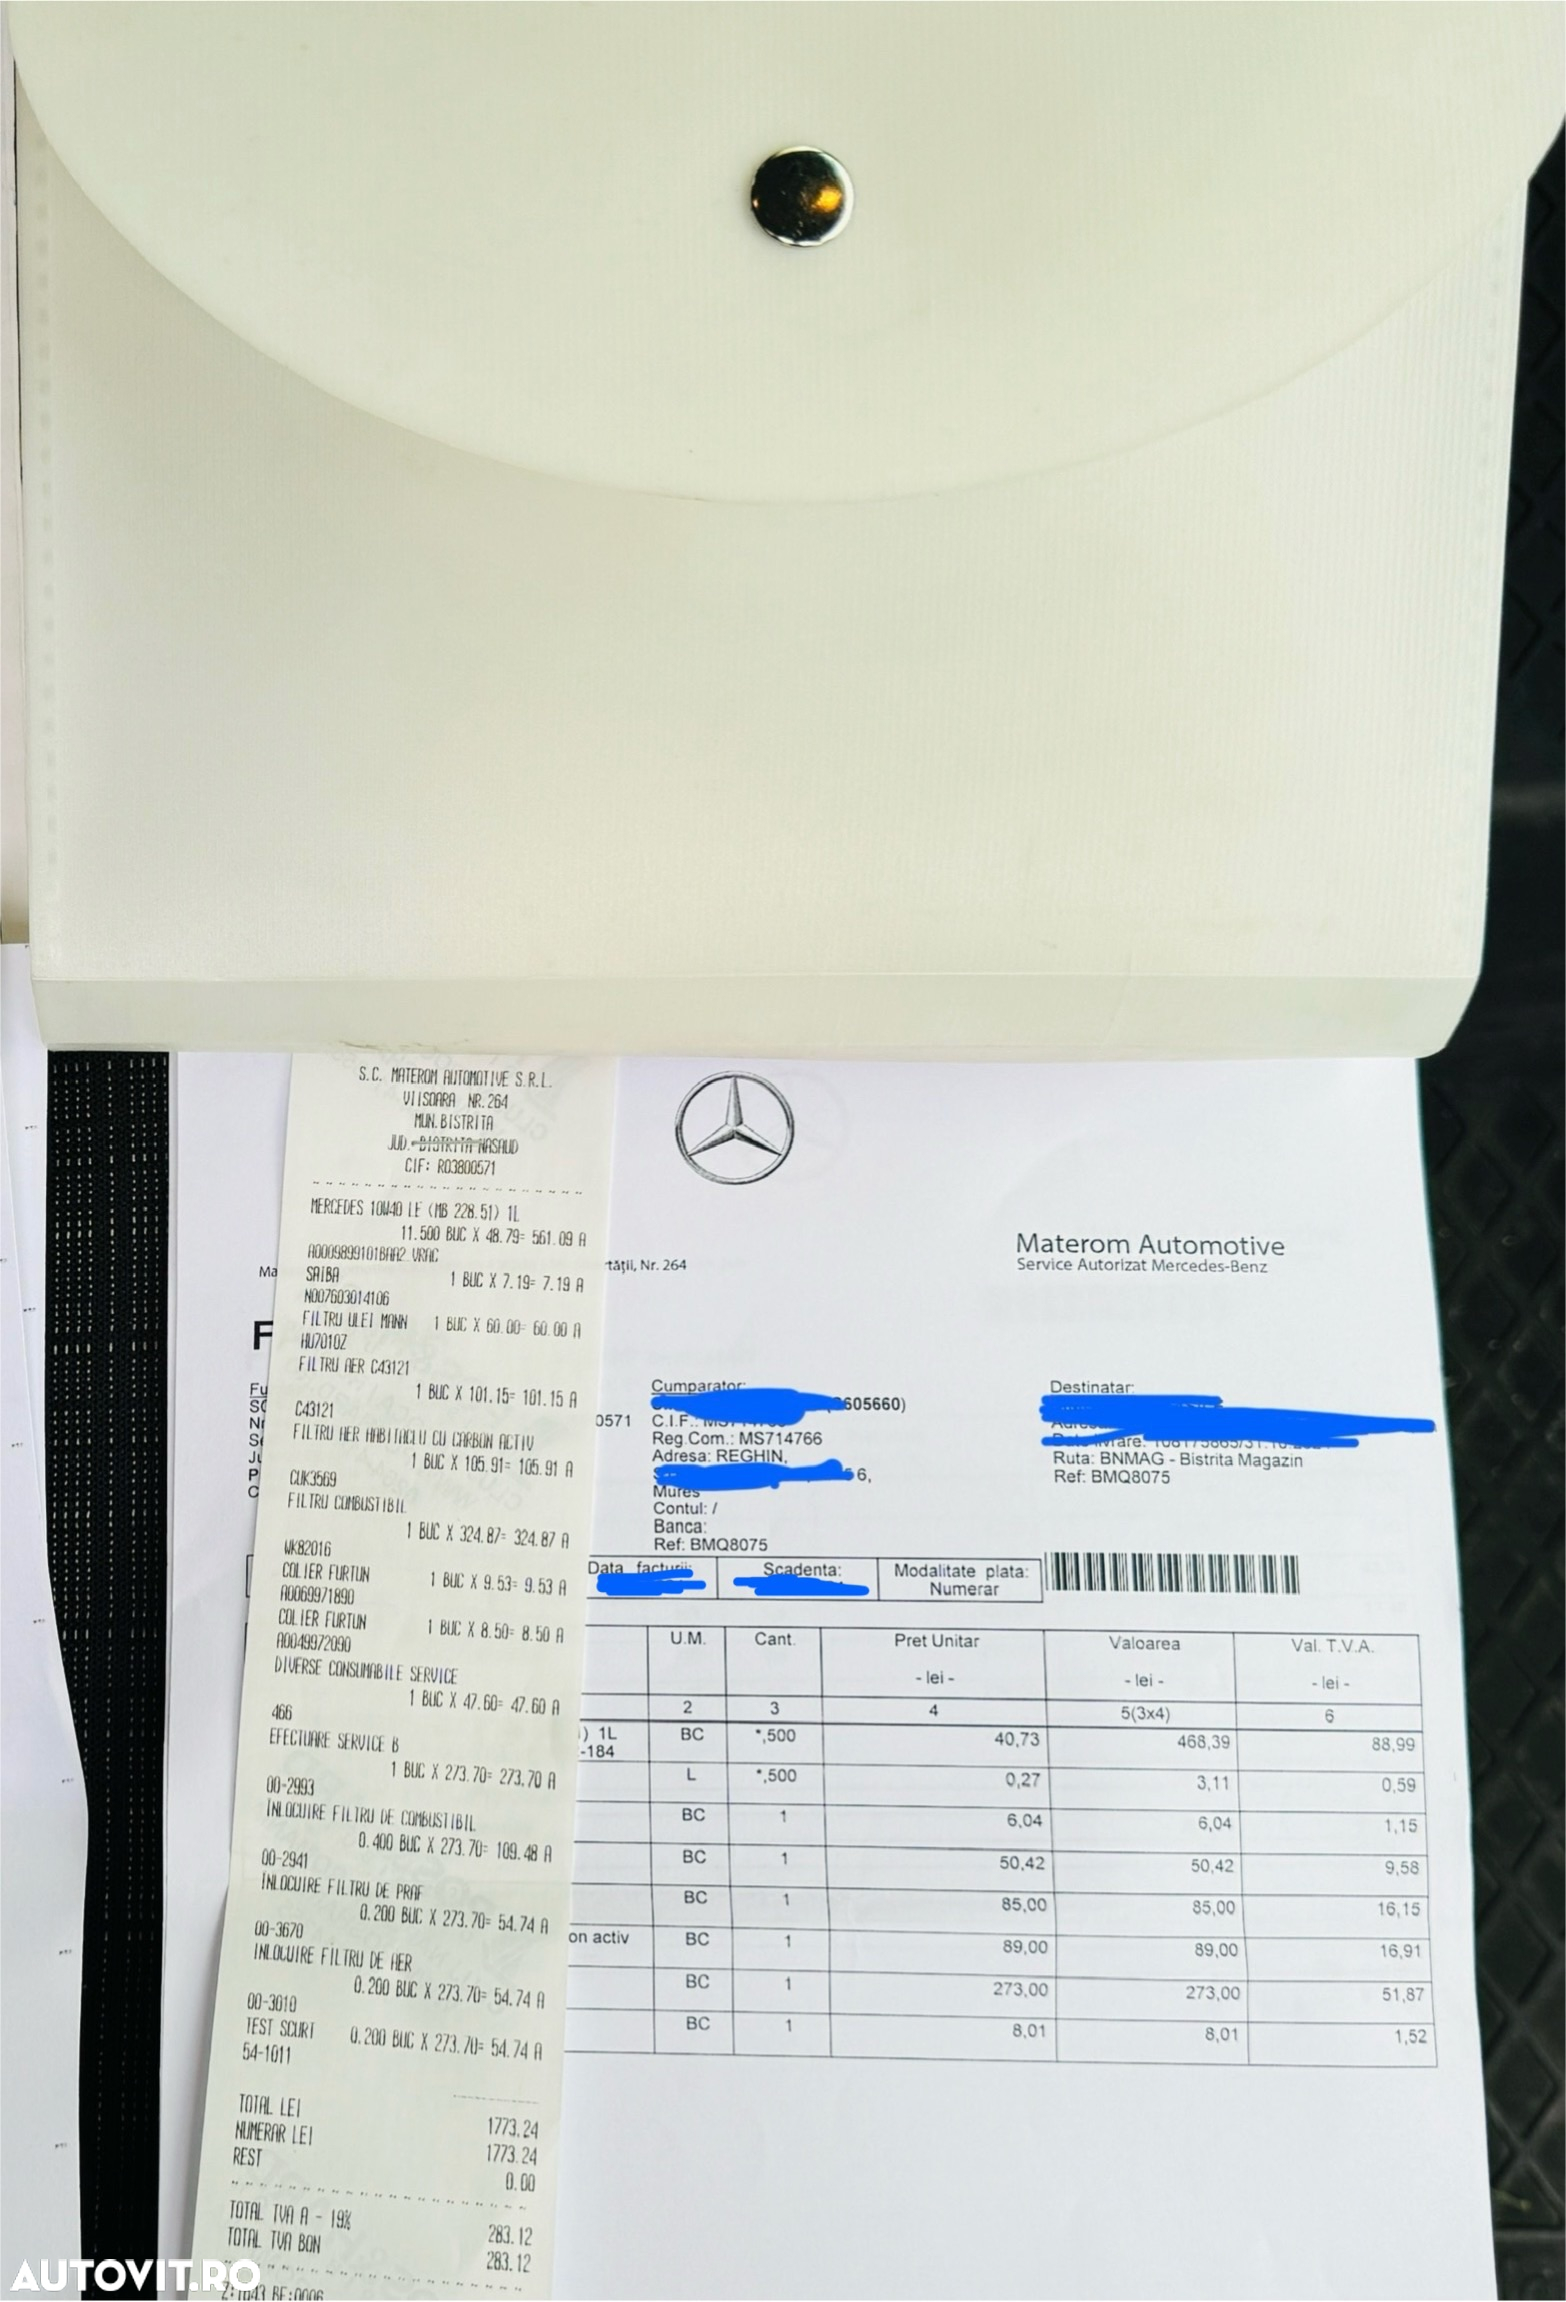 S.C. MATEROM AUTOMOTIVE S.R.L.
VIISOARA NR.264
MUN.BISTRITA
JUD. BISTRITA NASAUD
CIF: RO3800571
MERCEDES 10W40 LE (MB 228.51) 1L
11.500 BUC X 48.79= 561.09 A
A0009899101BAA2 VRAC
SAIBA 1 BUC X 7.19= 7.19 A
N007603014106
FILTRU ULEI MANN 1 BUC X 60.00= 60.00 A
HU7010Z
FILTRU AER C43121
1 BUC X 101.15= 101.15 A
C43121
FILTRU AER HABITACLU CU CARBON ACTIV
1 BUC X 105.91= 105.91 A
CUK3569
FILTRU COMBUSTIBIL
1 BUC X 324.87= 324.87 A
WK82016
COLIER FURTUN 1 BUC X 9.53= 9.53 A
A0069971890
COLIER FURTUN 1 BUC X 8.50= 8.50 A
A0049972090
DIVERSE CONSUMABILE SERVICE
1 BUC X 47.60= 47.60 A
466
EFECTUARE SERVICE B
1 BUC X 273.70= 273.70 A
00-2993
INLOCUIRE FILTRU DE COMBUSTIBIL
0.400 BUC X 273.70= 109.48 A
00-2941
INLOCUIRE FILTRU DE PRAF
0.200 BUC X 273.70= 54.74 A
00-3670
INLOCUIRE FILTRU DE AER
0.200 BUC X 273.70= 54.74 A
00-3010
TEST SCURT 0.200 BUC X 273.70= 54.74 A
54-1011
TOTAL LEI 1773.24
NUMERAR LEI 1773.24
REST 0.00
TOTAL TVA A - 19% 283.12
TOTAL TVA BON 283.12
Z:1643 BF:0006
Ma
rtății, Nr. 264
Materom Automotive
Service Autorizat Mercedes-Benz
F
Fu
SC
Nr
Se
Ju
P
C
0571
Cumparator:
605660)
C.I.F.:
Reg.Com.: MS714766
Adresa: REGHIN,
6,
Mures
Contul: /
Banca:
Ref: BMQ8075
Destinatar:
Ruta: BNMAG - Bistrita Magazin
Ref: BMQ8075
Data facturii: Scadenta: Modalitate plata:
Numerar
U.M. Cant. Pret Unitar Valoarea Val. T.V.A.
- lei - - lei - - lei -
2 3 4 5(3x4) 6
) 1L BC *,500 40,73 468,39 88,99
-184
L *,500 0,27 3,11 0,59
BC 1 6,04 6,04 1,15
BC 1 50,42 50,42 9,58
BC 1 85,00 85,00 16,15
on activ BC 1 89,00 89,00 16,91
BC 1 273,00 273,00 51,87
BC 1 8,01 8,01 1,52
AUTOVIT.RO